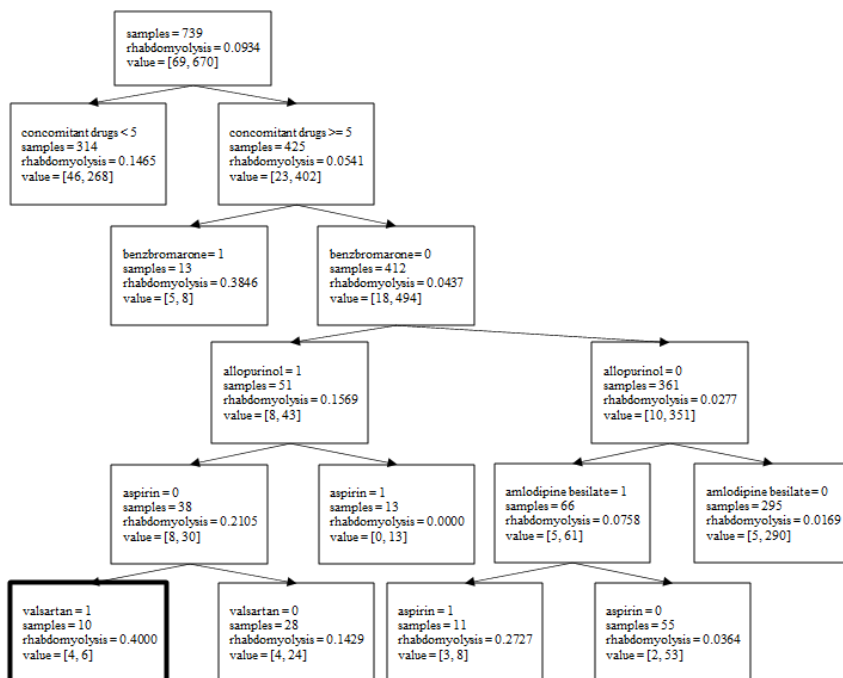 samples = 739
rhabdomyolysis = 0.0934
value = [69, 670]
concomitant drugs < 5
samples = 314
rhabdomyolysis = 0.1465
value = [46, 268]
concomitant drugs >= 5
samples = 425
rhabdomyolysis = 0.0541
value = [23, 402]
benzbromarone = 1
samples = 13
rhabdomyolysis = 0.3846
value = [5, 8]
benzbromarone = 0
samples = 412
rhabdomyolysis = 0.0437
value = [18, 494]
allopurinol = 1
samples = 51
rhabdomyolysis = 0.1569
value = [8, 43]
allopurinol = 0
samples = 361
rhabdomyolysis = 0.0277
value = [10, 351]
aspirin = 0
samples = 38
rhabdomyolysis = 0.2105
value = [8, 30]
aspirin = 1
samples = 13
rhabdomyolysis = 0.0000
value = [0, 13]
amlodipine besilate = 1
samples = 66
rhabdomyolysis = 0.0758
value = [5, 61]
amlodipine besilate = 0
samples = 295
rhabdomyolysis = 0.0169
value = [5, 290]
valsartan = 1
samples = 10
rhabdomyolysis = 0.4000
value = [4, 6]
valsartan = 0
samples = 28
rhabdomyolysis = 0.1429
value = [4, 24]
aspirin = 1
samples = 11
rhabdomyolysis = 0.2727
value = [3, 8]
aspirin = 0
samples = 55
rhabdomyolysis = 0.0364
value = [2, 53]